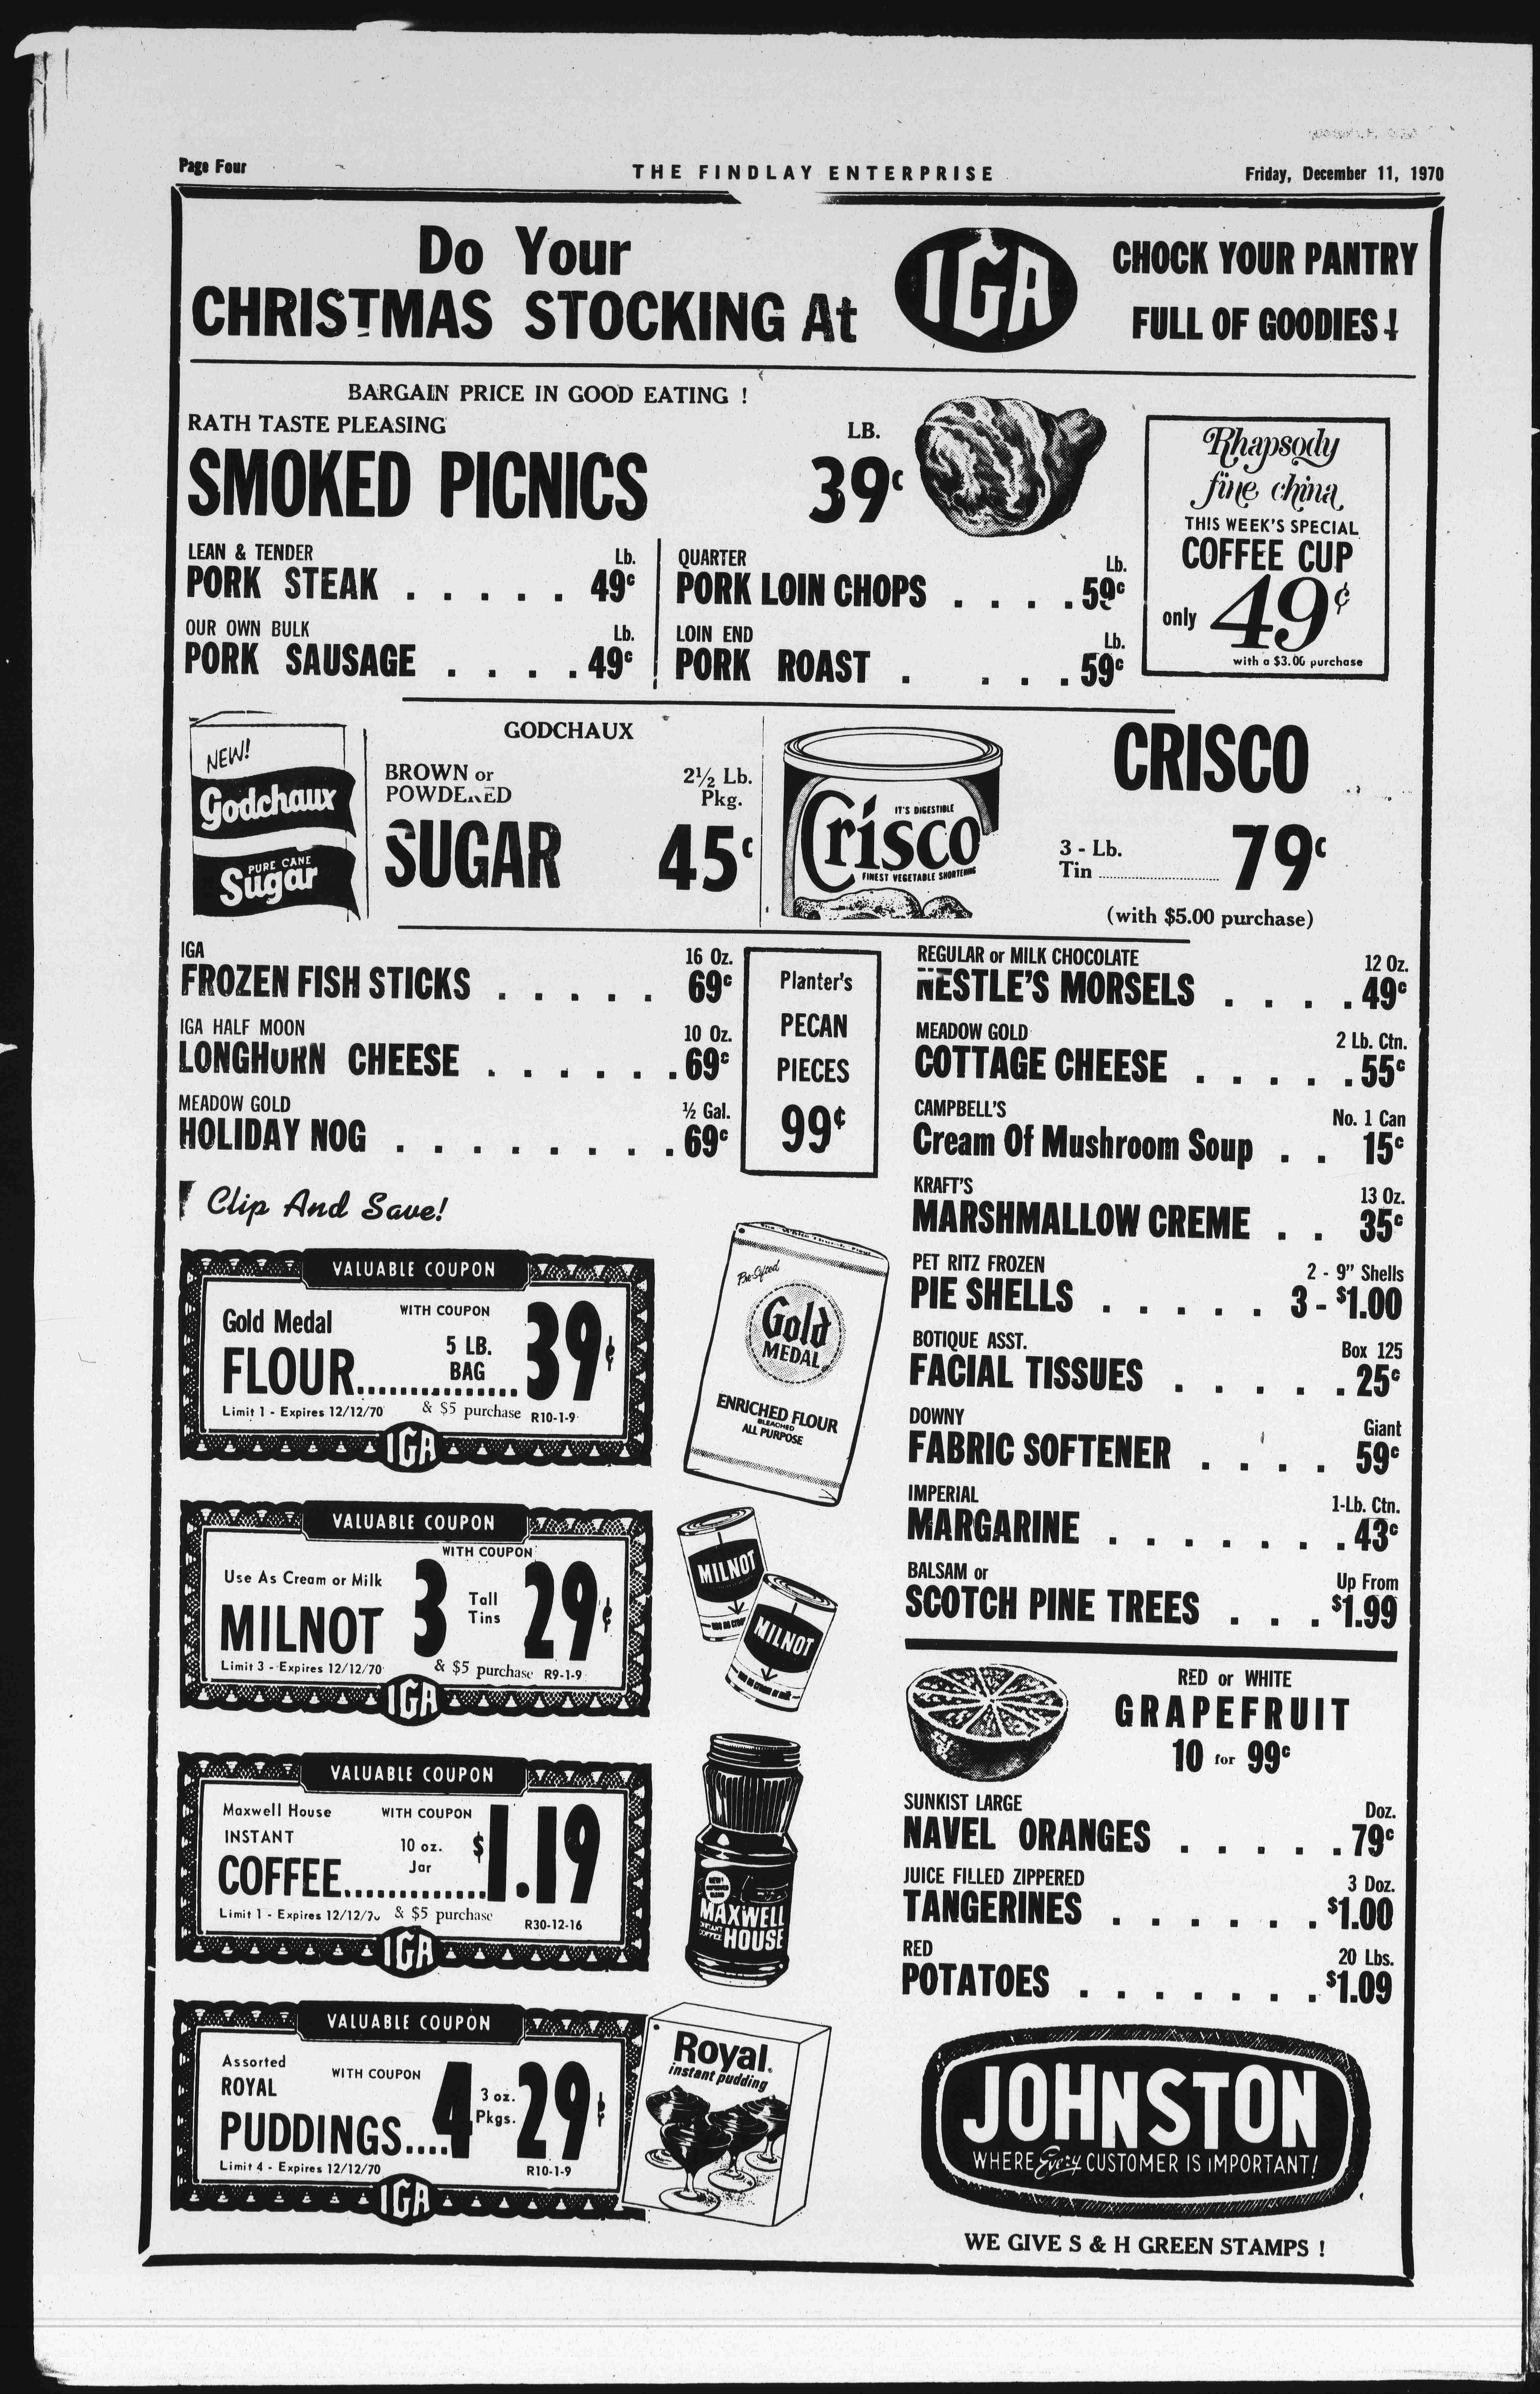 Page Four
THE FINDLAY ENTERPRISE
Friday, December 11, 1970
Do Your
CHRISTMAS STOCKING At
IGA
CHOCK YOUR PANTRY
FULL OF GOODIES !
BARGAIN PRICE IN GOOD EATING !
RATH TASTE PLEASING
SMOKED PICNICS
LB.
39¢
Rhapsody
fine china
THIS WEEK'S SPECIAL
COFFEE CUP
only 49¢
with a $3.00 purchase
LEAN & TENDER Lb.
PORK STEAK . . . . . 49¢
OUR OWN BULK Lb.
PORK SAUSAGE . . . . 49¢
QUARTER Lb.
PORK LOIN CHOPS . . . . 59¢
LOIN END Lb.
PORK ROAST . . . . 59¢
NEW!
Godchaux
PURE CANE
Sugar
GODCHAUX
BROWN or
POWDERED
SUGAR
2½ Lb.
Pkg.
45¢
IT'S DIGESTIBLE
Crisco
FINEST VEGETABLE SHORTENING
CRISCO
3 - Lb.
Tin 79¢
(with $5.00 purchase)
IGA 16 Oz.
FROZEN FISH STICKS . . . . . 69¢
IGA HALF MOON 10 Oz.
LONGHORN CHEESE . . . . . . 69¢
MEADOW GOLD ½ Gal.
HOLIDAY NOG . . . . . . . . 69¢
Planter's
PECAN
PIECES
99¢
REGULAR or MILK CHOCOLATE 12 Oz.
NESTLE'S MORSELS . . . . 49¢
MEADOW GOLD 2 Lb. Ctn.
COTTAGE CHEESE . . . . . 55¢
CAMPBELL'S No. 1 Can
Cream Of Mushroom Soup . . 15¢
KRAFT'S 13 Oz.
MARSHMALLOW CREME . . 35¢
PET RITZ FROZEN 2 - 9" Shells
PIE SHELLS . . . . . 3 - $1.00
BOTIQUE ASST. Box 125
FACIAL TISSUES . . . . . 25¢
DOWNY Giant
FABRIC SOFTENER . . . . 59¢
IMPERIAL 1-Lb. Ctn.
MARGARINE . . . . . . . 43¢
BALSAM or Up From
SCOTCH PINE TREES . . . $1.99
Clip And Save!
VALUABLE COUPON
Gold Medal WITH COUPON
FLOUR 5 LB. BAG 39¢
Limit 1 - Expires 12/12/70 & $5 purchase R10-1-9
IGA
Pre-Sifted
Gold
MEDAL
ENRICHED FLOUR
BLEACHED
ALL PURPOSE
VALUABLE COUPON
WITH COUPON
Use As Cream or Milk
MILNOT 3 Tall Tins 29¢
Limit 3 - Expires 12/12/70 & $5 purchase R9-1-9
IGA
MILNOT
MILNOT
VALUABLE COUPON
Maxwell House WITH COUPON
INSTANT 10 oz.
COFFEE Jar $1.19
Limit 1 - Expires 12/12/70 & $5 purchase R30-12-16
IGA
MAXWELL
HOUSE
INSTANT
COFFEE
VALUABLE COUPON
Assorted WITH COUPON
ROYAL
PUDDINGS.... 4 3 oz. Pkgs. 29¢
Limit 4 - Expires 12/12/70 R10-1-9
IGA
Royal
instant pudding
RED or WHITE
GRAPEFRUIT
10 for 99¢
SUNKIST LARGE Doz.
NAVEL ORANGES . . . . . 79¢
JUICE FILLED ZIPPERED 3 Doz.
TANGERINES . . . . . . $1.00
RED 20 Lbs.
POTATOES . . . . . . . $1.09
JOHNSTON
WHERE Every CUSTOMER IS IMPORTANT!
WE GIVE S & H GREEN STAMPS !